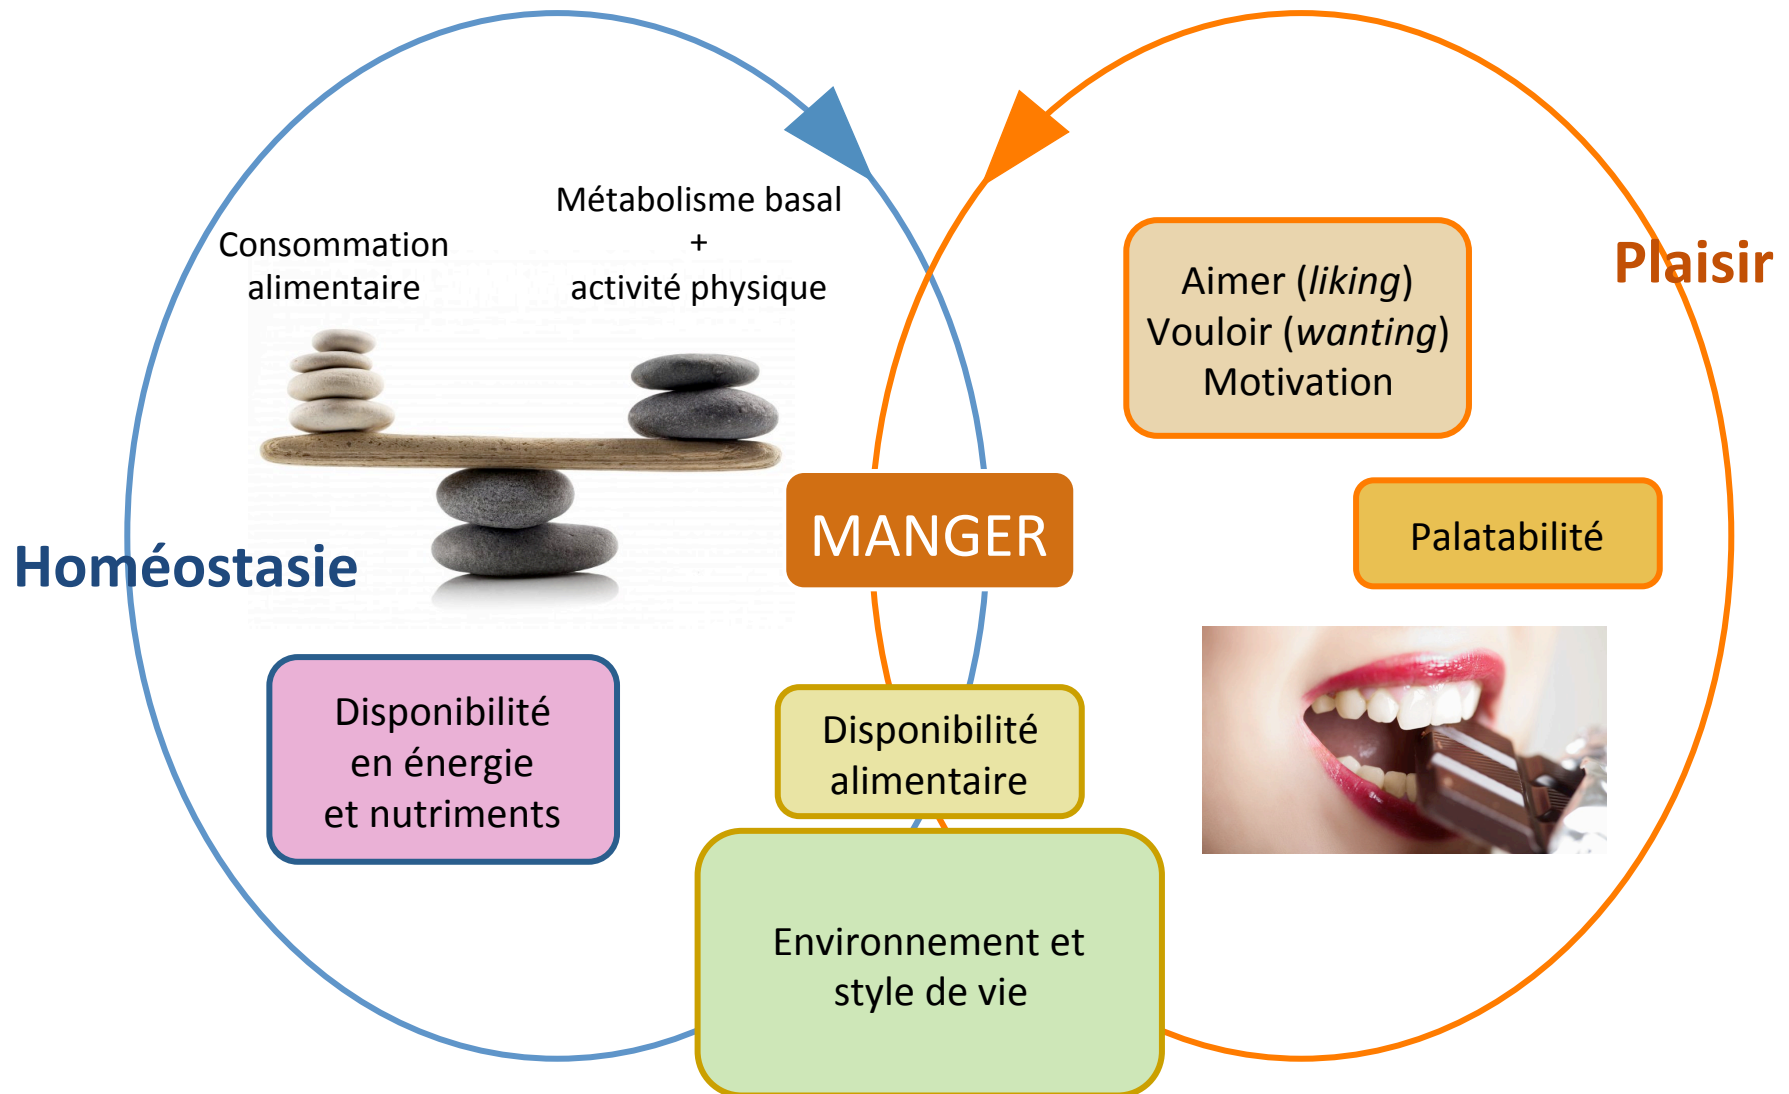 Métabolisme basal
+
activité physique
Consommation
alimentaire
Plaisir
Aimer (liking)
Vouloir (wanting)
Motivation
MANGER
Palatabilité
Homéostasie
Disponibilité
en énergie
et nutriments
Disponibilité
alimentaire
Environnement et
style de vie